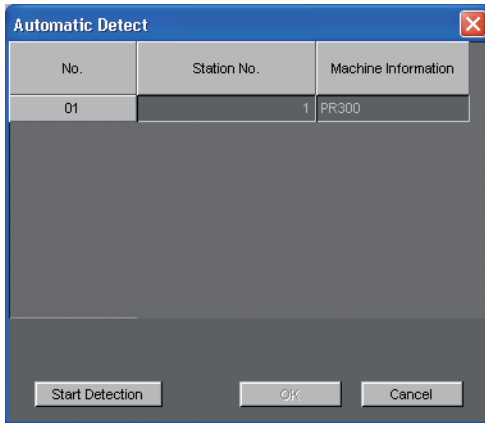 Automatic Detect
No. Station No. Machine Information
01 1 PR300
Start Detection OK Cancel